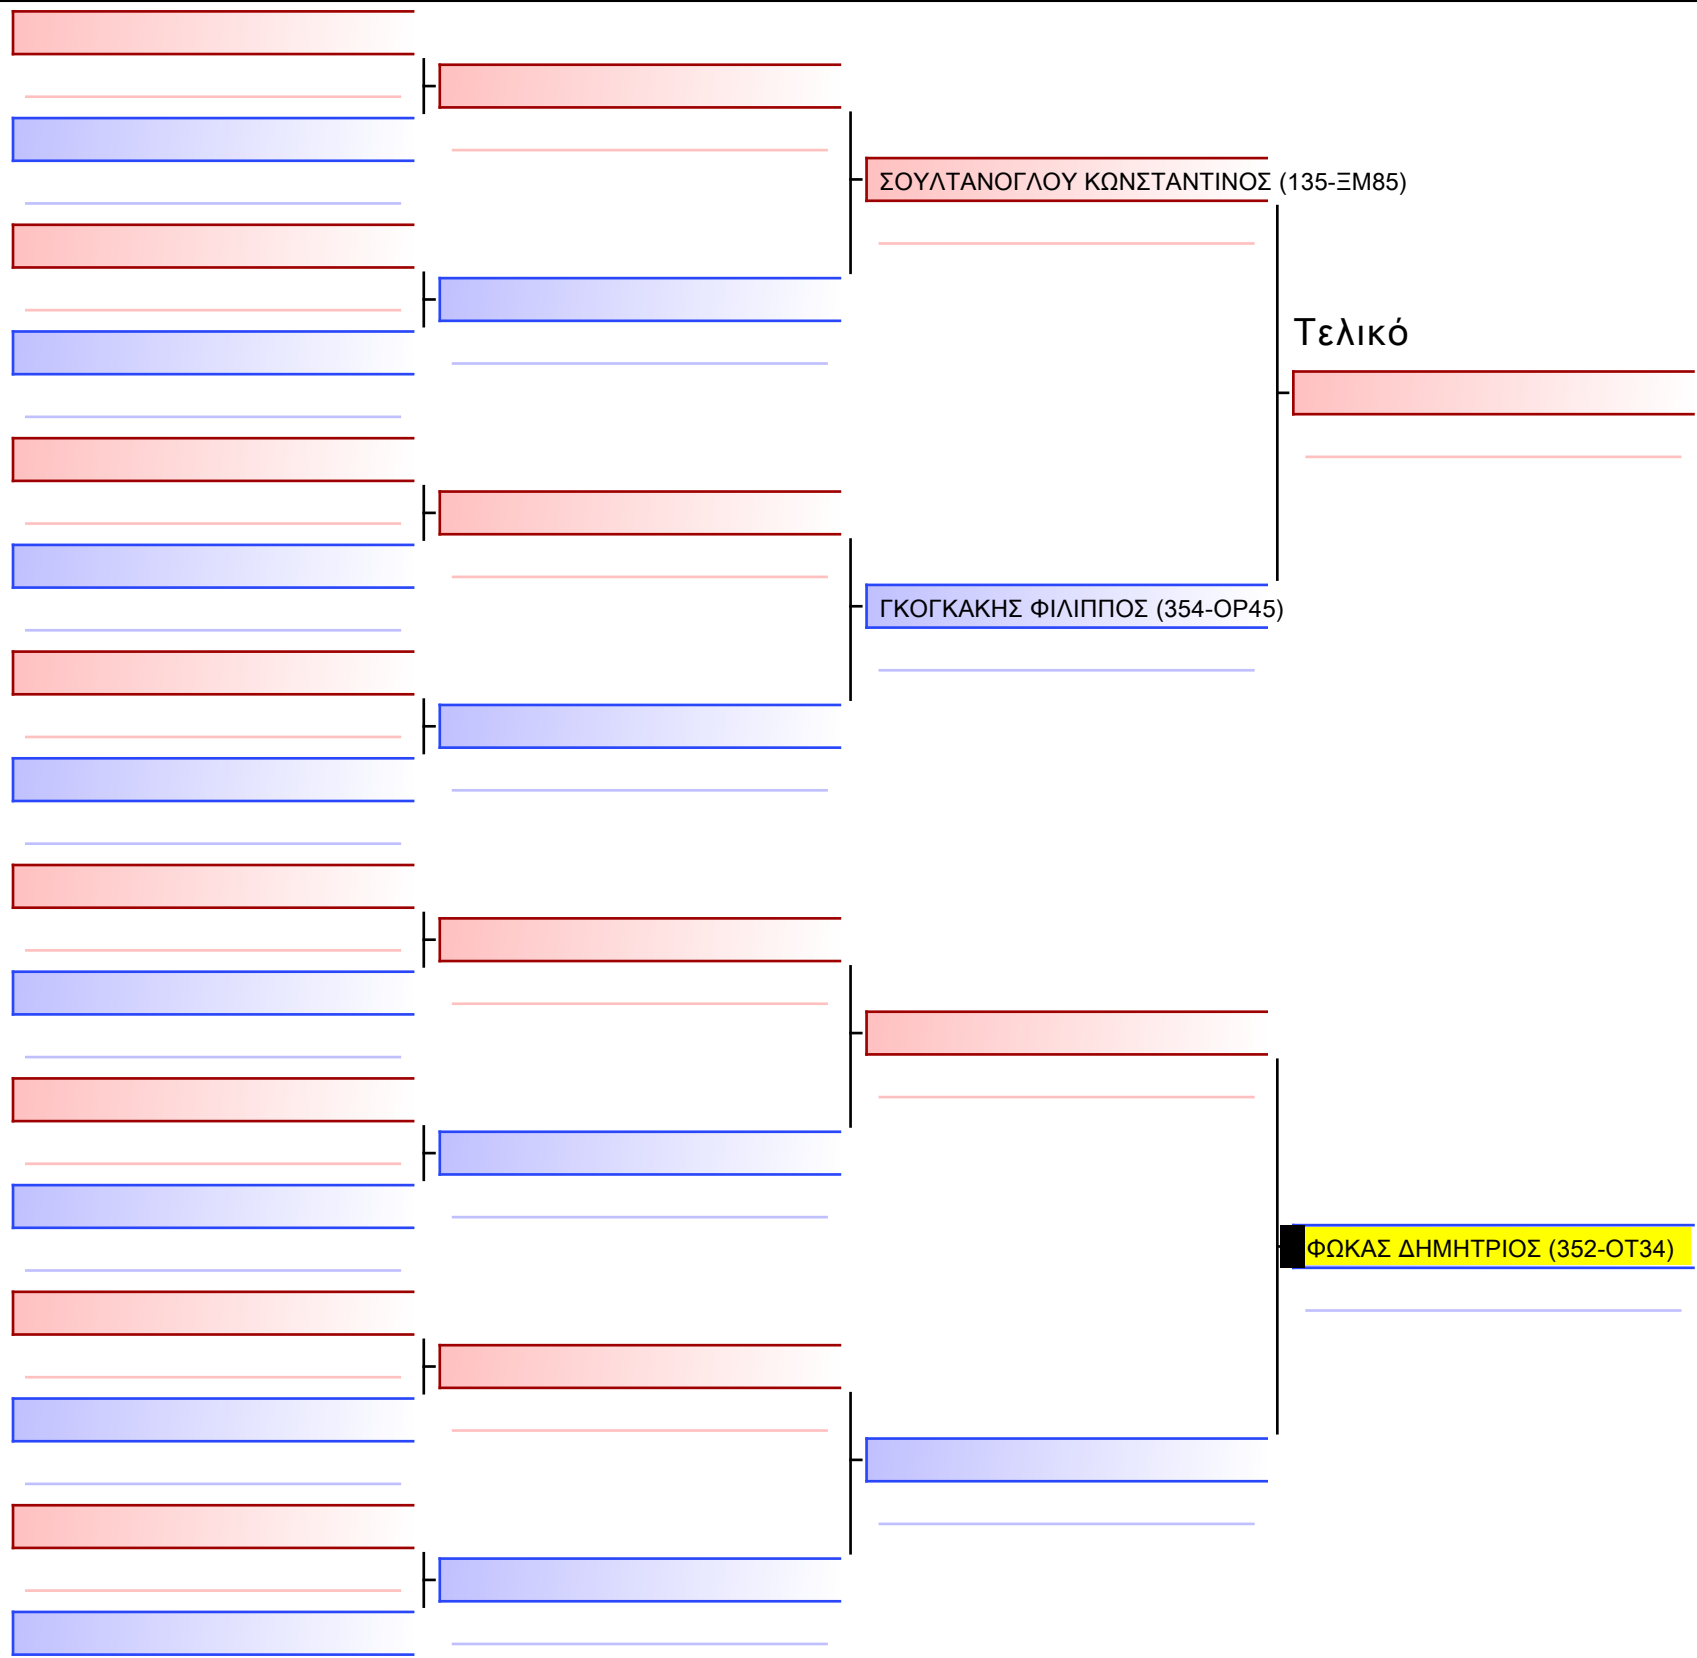 ΣΟΥΛΤΑΝΟΓΛΟΥ ΚΩΝΣΤΑΝΤΙΝΟΣ (135-ΞΜ85)
Τελικό
ΓΚΟΓΚΑΚΗΣ ΦΙΛΙΠΠΟΣ (354-ΟΡ45)
ΦΩΚΑΣ ΔΗΜΗΤΡΙΟΣ (352-ΟΤ34)